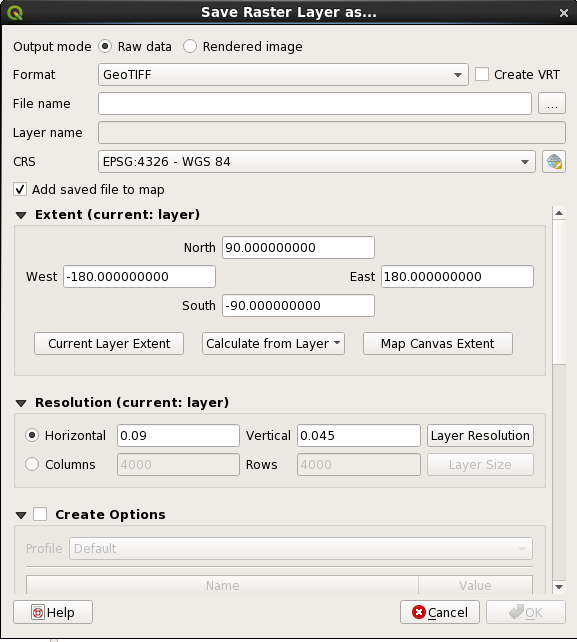 Save Raster Layer as...
Output mode Raw data Rendered image
Format GeoTIFF Create VRT
File name ...
Layer name
CRS EPSG:4326 - WGS 84
Add saved file to map
Extent (current: layer)
North 90.000000000
West -180.000000000 East 180.000000000
South -90.000000000
Current Layer Extent Calculate from Layer Map Canvas Extent
Resolution (current: layer)
Horizontal 0.09 Vertical 0.045 Layer Resolution
Columns 4000 Rows 4000 Layer Size
Create Options
Profile Default
Name Value
Help Cancel OK